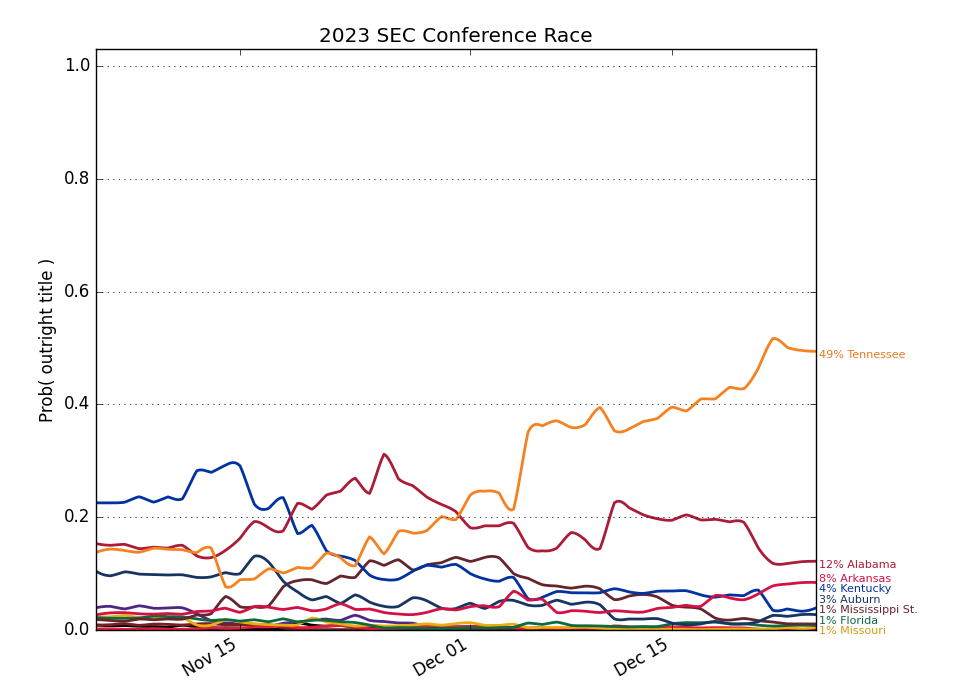 2023 SEC Conference Race
Prob( outright title )
1.0
0.8
0.6
0.4
0.2
0.0
Nov 15
Dec 01
Dec 15
49% Tennessee
12% Alabama
8% Arkansas
4% Kentucky
3% Auburn
1% Mississippi St.
1% Florida
1% Missouri